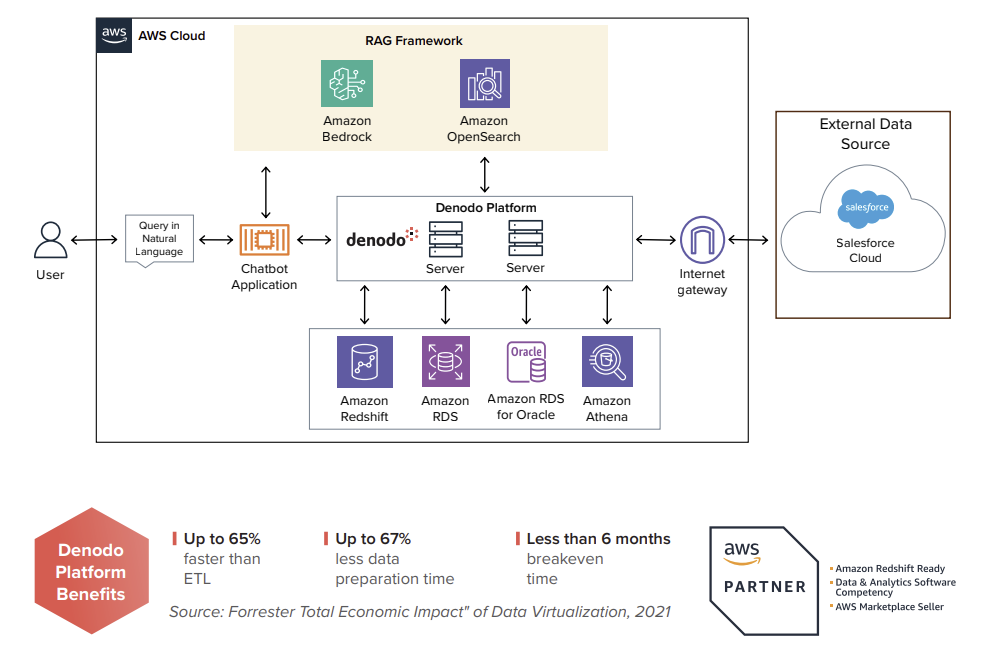 aws
AWS Cloud
RAG Framework
Amazon
Bedrock
Amazon
OpenSearch
External Data
Source
salesforce
Salesforce
Cloud
User
Query in
Natural
Language
Chatbot
Application
Denodo Platform
denodo
Server
Server
Internet
gateway
Amazon
Redshift
Amazon
RDS
Oracle
Amazon RDS
for Oracle
Amazon
Athena
Denodo
Platform
Benefits
Up to 65%
faster than
ETL
Up to 67%
less data
preparation time
Less than 6 months
breakeven
time
Source: Forrester Total Economic Impact" of Data Virtualization, 2021
aws
PARTNER
Amazon Redshift Ready
Data & Analytics Software
Competency
AWS Marketplace Seller